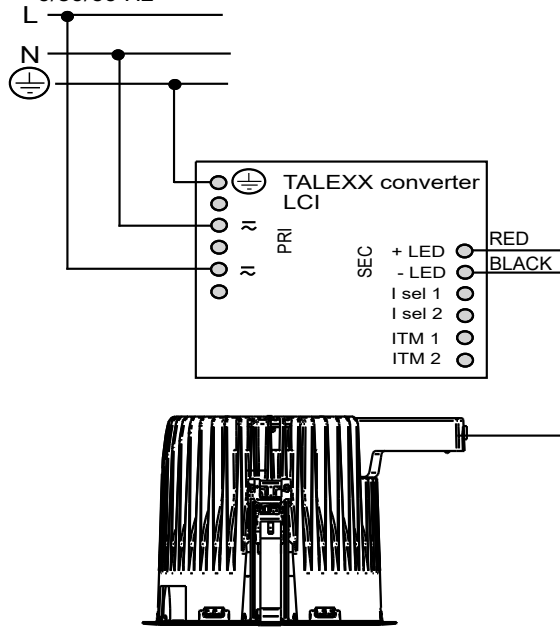 L
N
TALEXX converter
LCI
PRI
SEC
+ LED
RED
- LED
BLACK
I sel 1
I sel 2
ITM 1
ITM 2